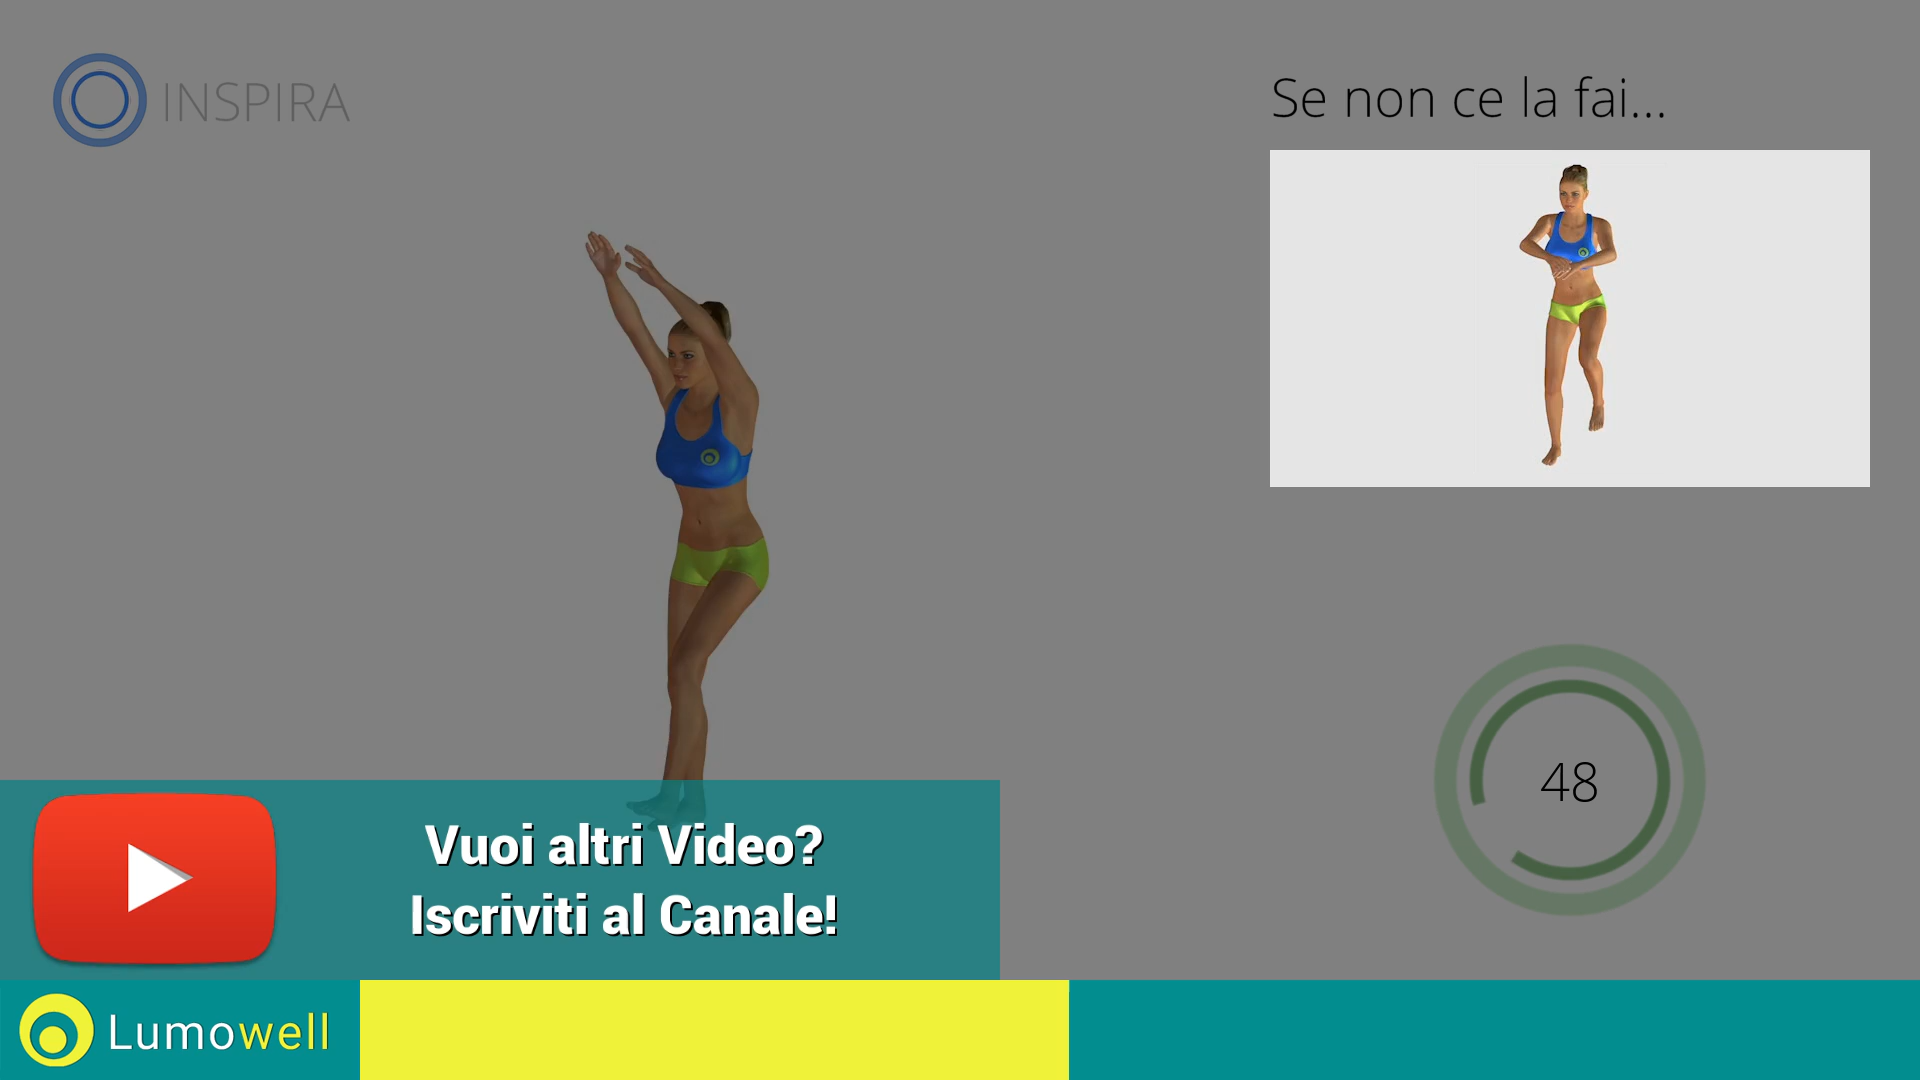 INSPIRA
Se non ce la fai...
48
Vuoi altri Video?
Iscriviti al Canale!
Lumowell